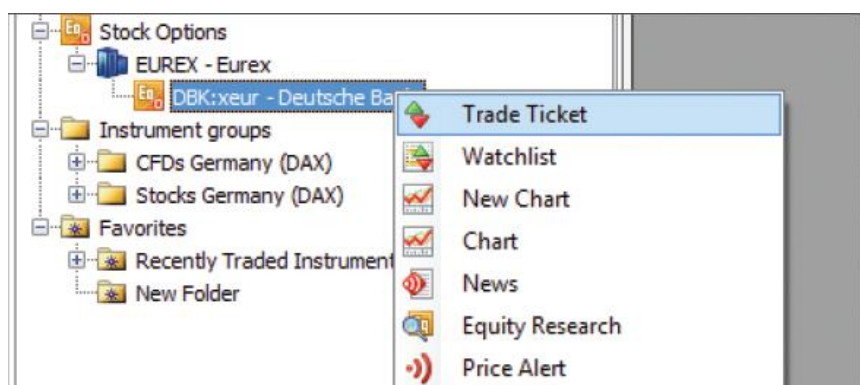 Stock Options
EUREX - Eurex
DBK:xeur - Deutsche Ba
Instrument groups
CFDs Germany (DAX)
Stocks Germany (DAX)
Favorites
Recently Traded Instrument
New Folder
Trade Ticket
Watchlist
New Chart
Chart
News
Equity Research
Price Alert